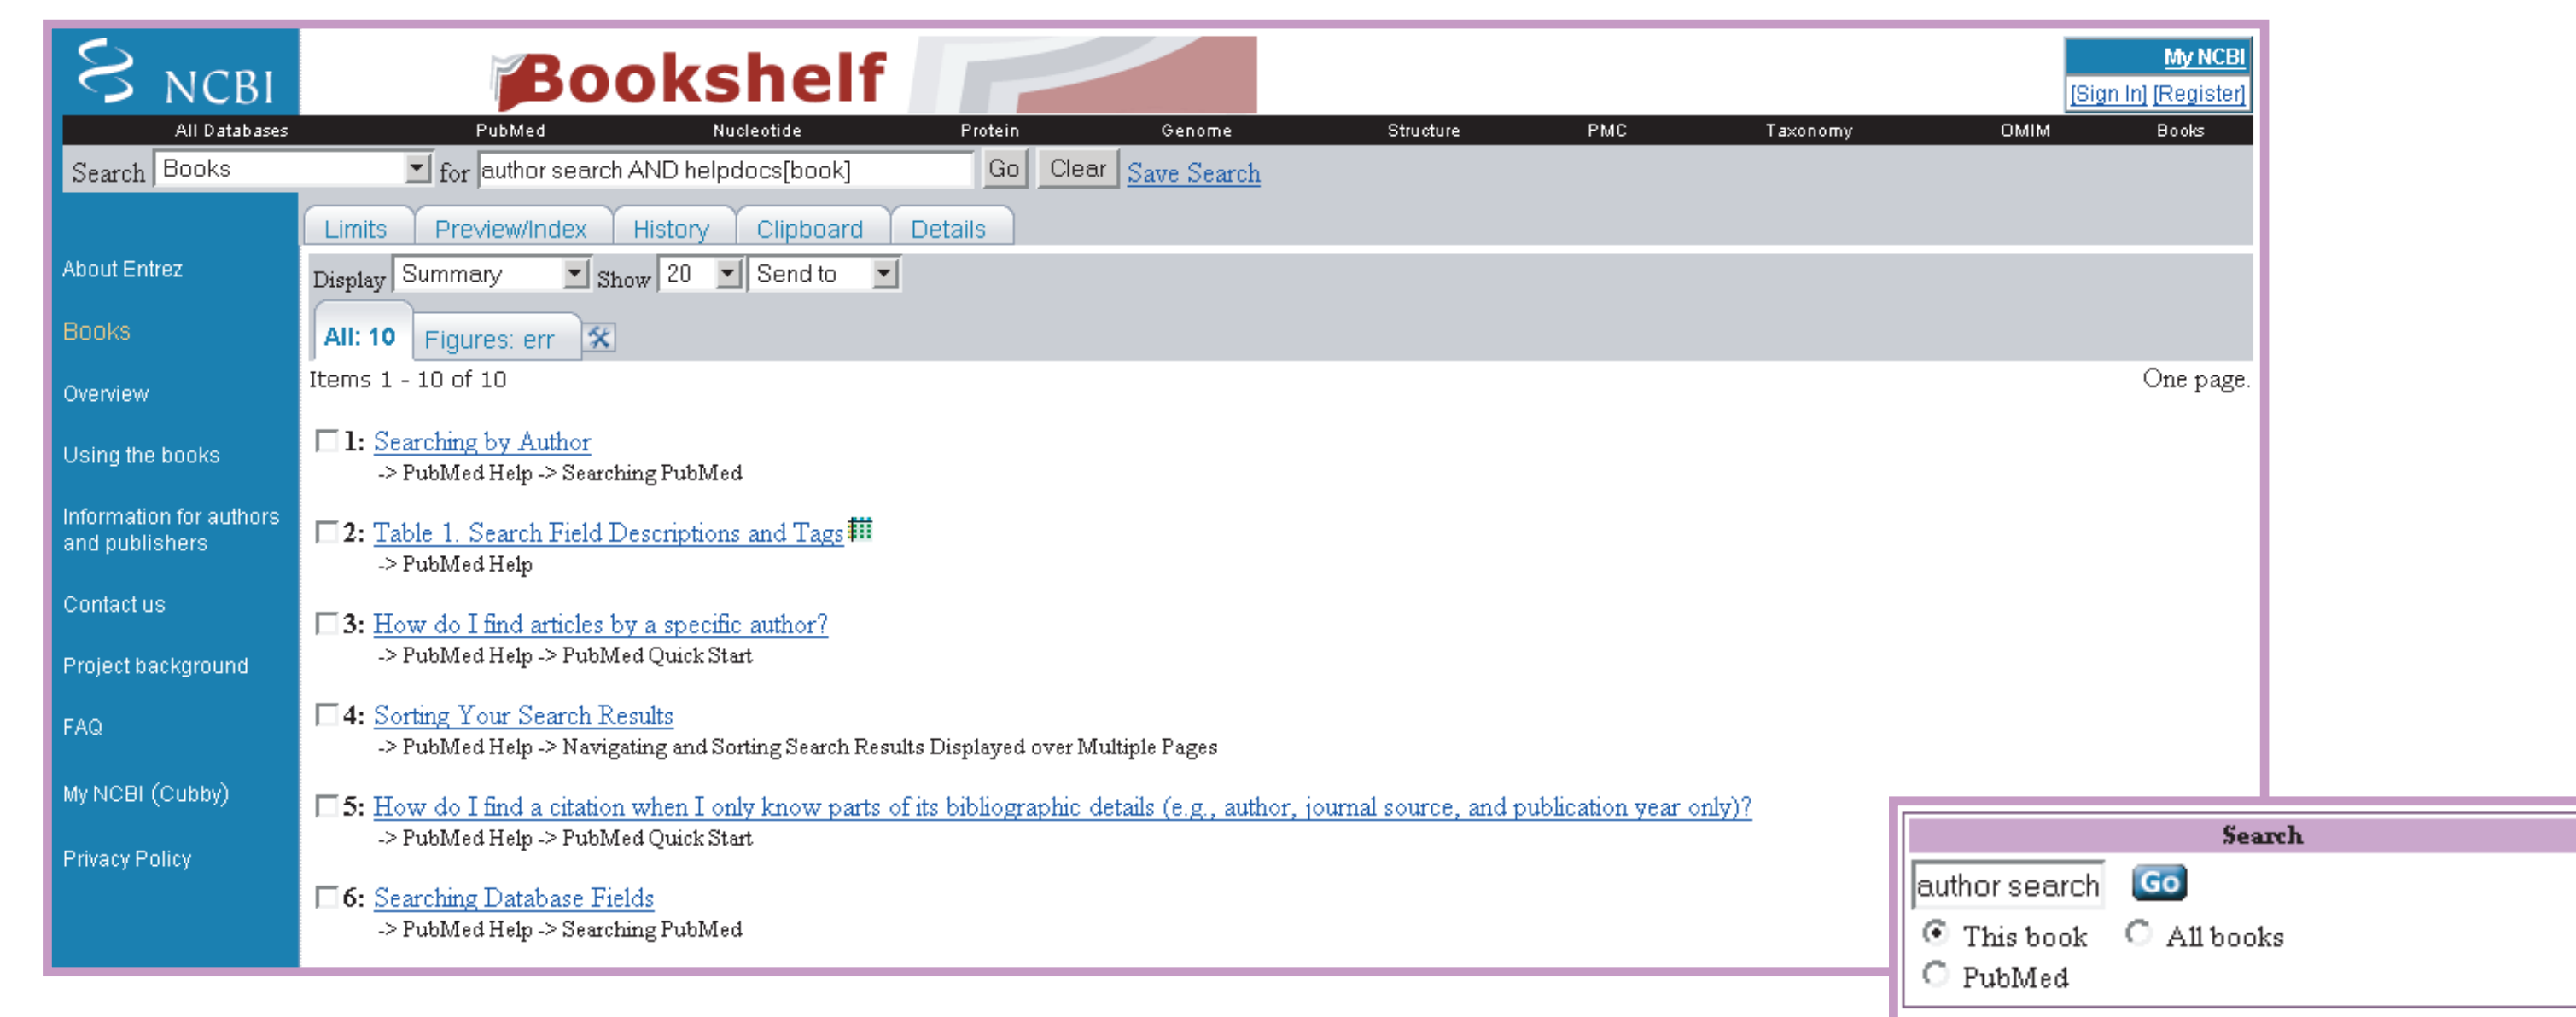 NCBI
Bookshelf
My NCBI
[Sign In] [Register]
All Databases PubMed Nucleotide Protein Genome Structure PMC Taxonomy OMIM Books
Search Books for author search AND helpdocs[book] Go Clear Save Search
Limits Preview/Index History Clipboard Details
About Entrez
Display Summary Show 20 Send to
Books
All: 10 Figures: err
Items 1 - 10 of 10 One page.
Overview
Using the books
Information for authors
and publishers
Contact us
Project background
FAQ
My NCBI (Cubby)
Privacy Policy
1: Searching by Author
-> PubMed Help -> Searching PubMed
2: Table 1. Search Field Descriptions and Tags
-> PubMed Help
3: How do I find articles by a specific author?
-> PubMed Help -> PubMed Quick Start
4: Sorting Your Search Results
-> PubMed Help -> Navigating and Sorting Search Results Displayed over Multiple Pages
5: How do I find a citation when I only know parts of its bibliographic details (e.g., author, journal source, and publication year only)?
-> PubMed Help -> PubMed Quick Start
6: Searching Database Fields
-> PubMed Help -> Searching PubMed
Search
author search Go
This book All books
PubMed